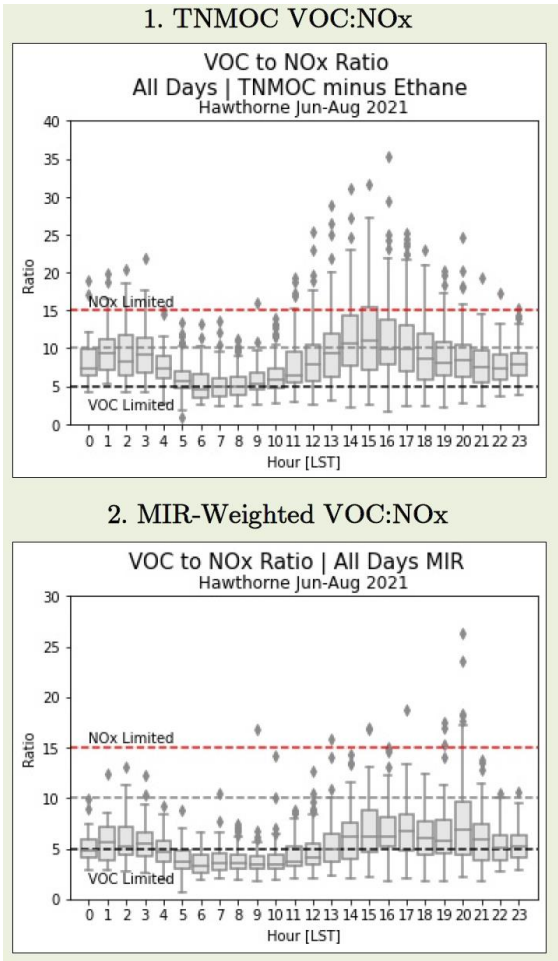 1. TNMOC VOC:NOx
VOC to NOx Ratio
All Days | TNMOC minus Ethane
Hawthorne Jun-Aug 2021
40
35
30
25
20
15
10
5
0
Ratio
NOx Limited
VOC Limited
0 1 2 3 4 5 6 7 8 9 10 11 12 13 14 15 16 17 18 19 20 21 22 23
Hour [LST]
2. MIR-Weighted VOC:NOx
VOC to NOx Ratio | All Days MIR
Hawthorne Jun-Aug 2021
30
25
20
15
10
5
0
Ratio
NOx Limited
VOC Limited
0 1 2 3 4 5 6 7 8 9 10 11 12 13 14 15 16 17 18 19 20 21 22 23
Hour [LST]